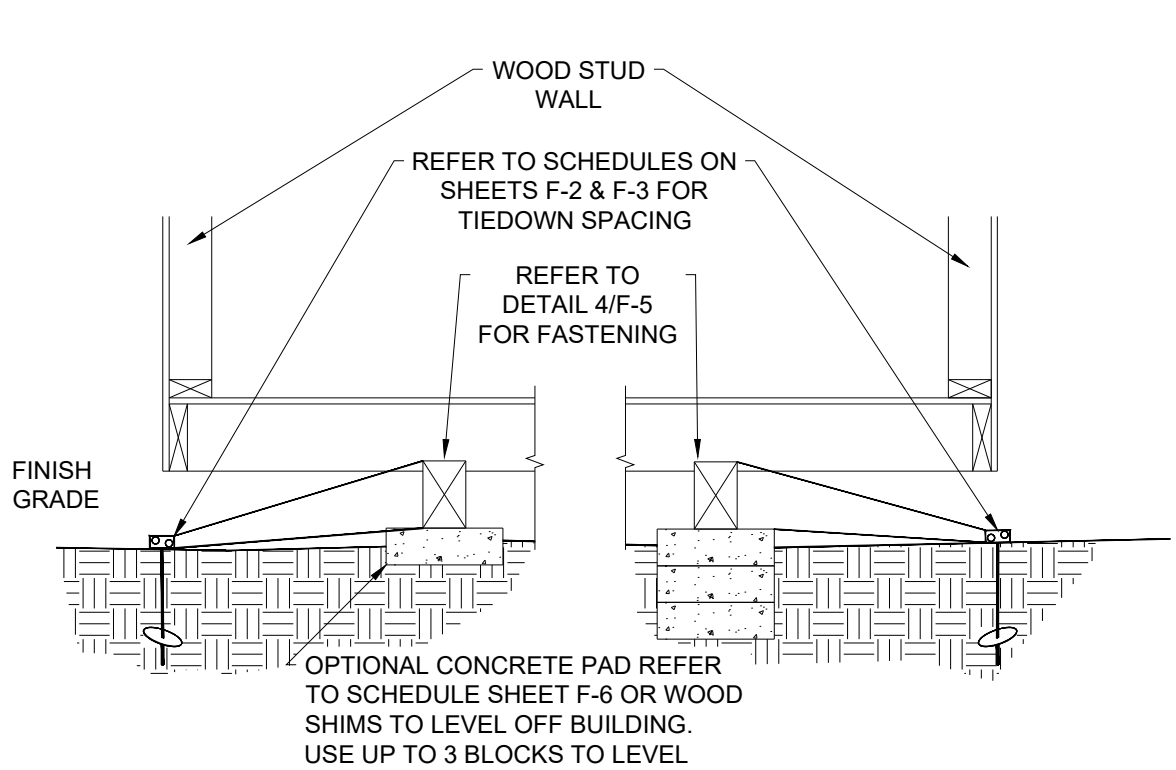 WOOD STUD
WALL
REFER TO SCHEDULES ON
SHEETS F-2 & F-3 FOR
TIEDOWN SPACING
REFER TO
DETAIL 4/F-5
FOR FASTENING
FINISH
GRADE
OPTIONAL CONCRETE PAD REFER
TO SCHEDULE SHEET F-6 OR WOOD
SHIMS TO LEVEL OFF BUILDING.
USE UP TO 3 BLOCKS TO LEVEL